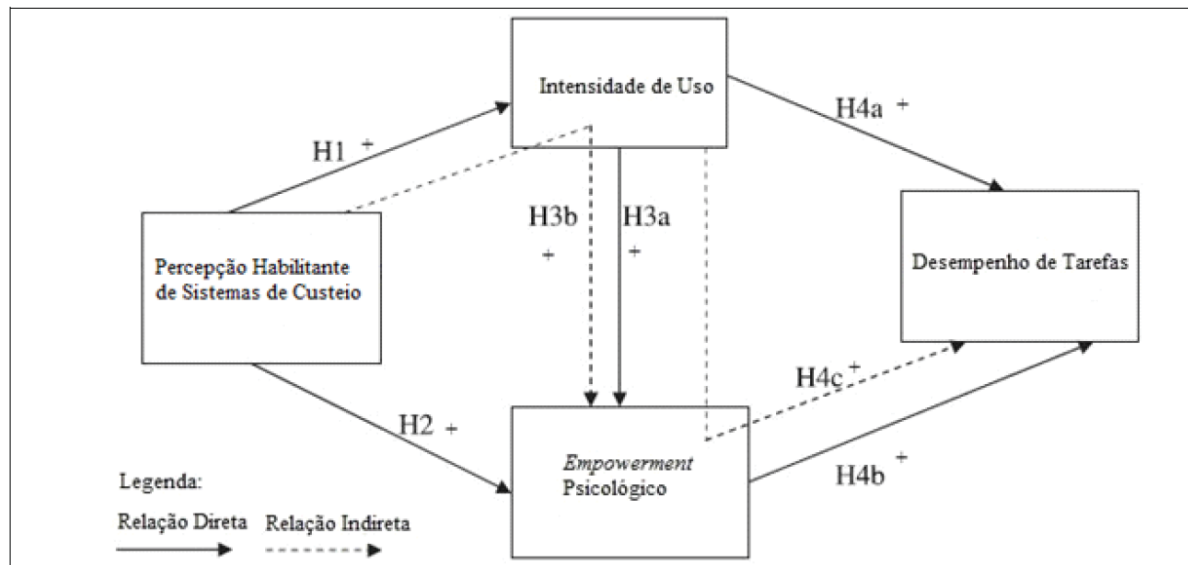 Intensidade de Uso
H4a +
H1 +
H3b
+
H3a
+
Percepção Habilitante
de Sistemas de Custeio
Desempenho de Tarefas
H4c +
H2 +
Empowerment
Psicológico
H4b +
Legenda:
Relação Direta
Relação Indireta